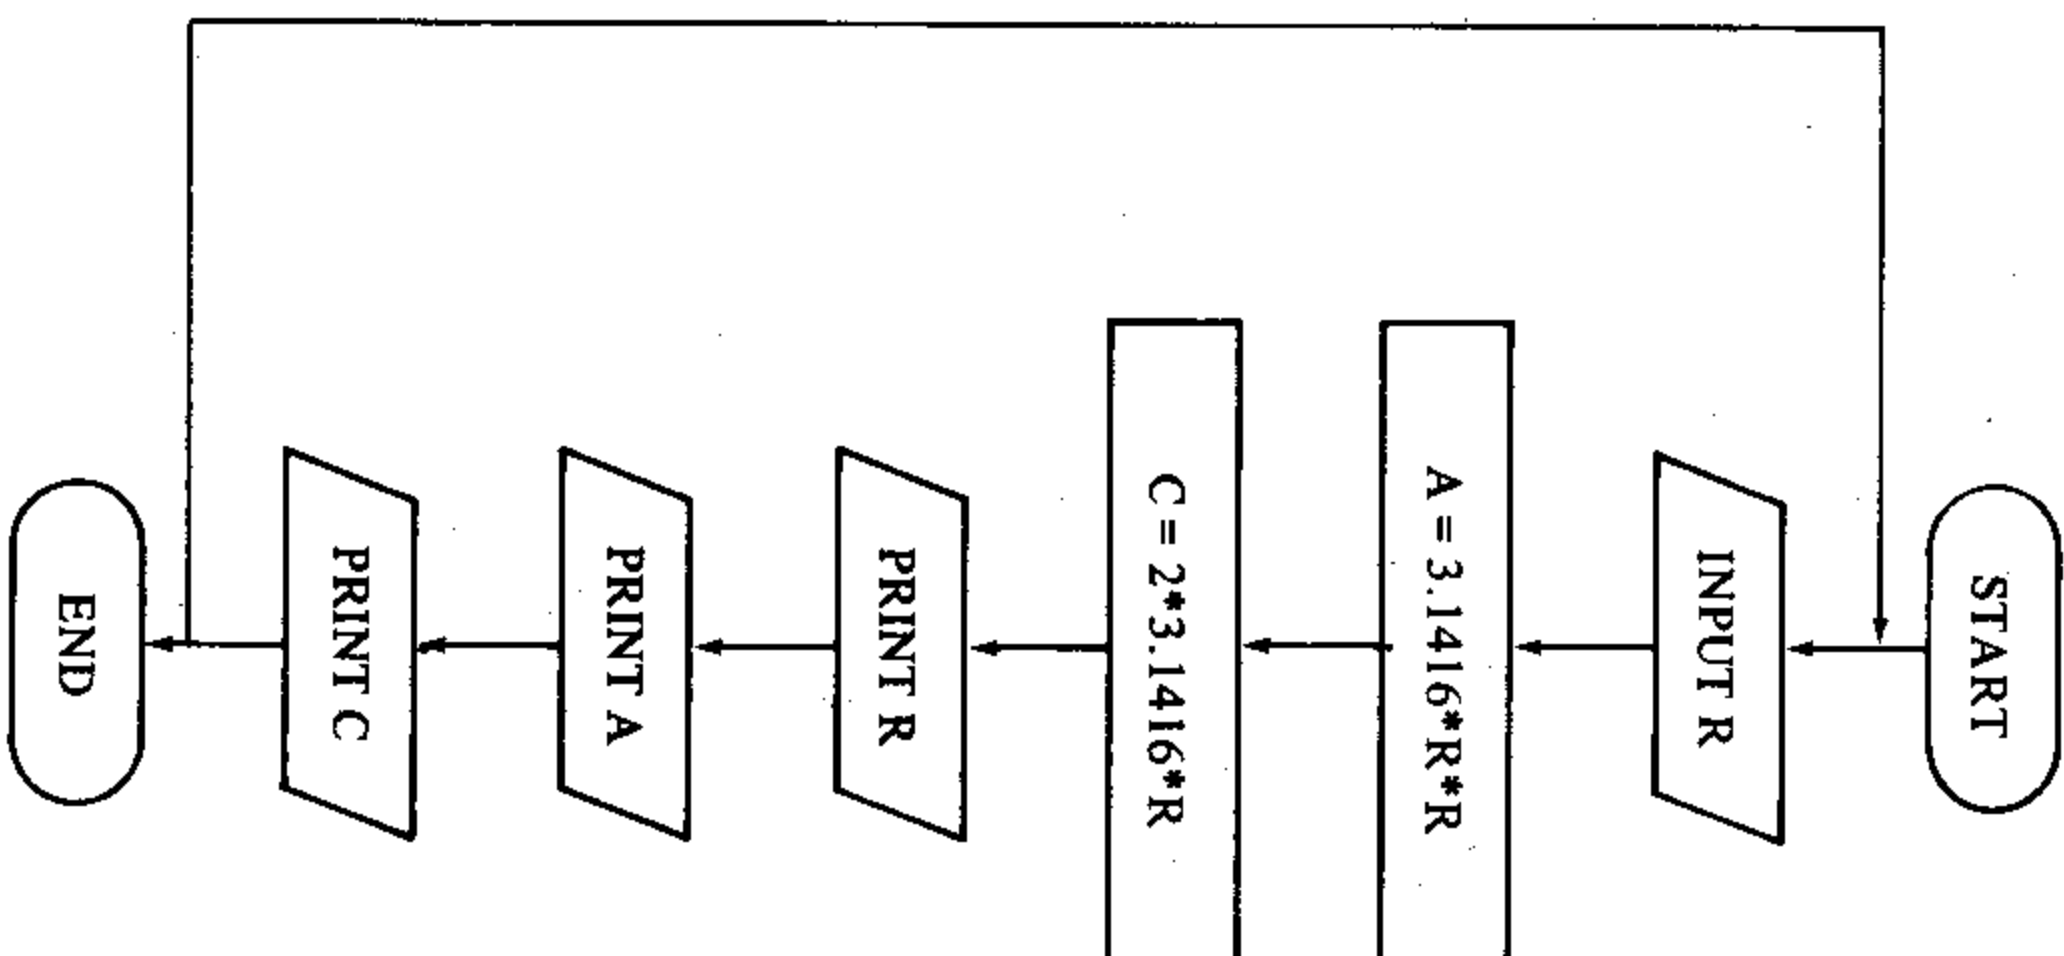 START
INPUT R
A = 3.1416*R*R
C = 2*3.1416*R
PRINT R
PRINT A
PRINT C
END